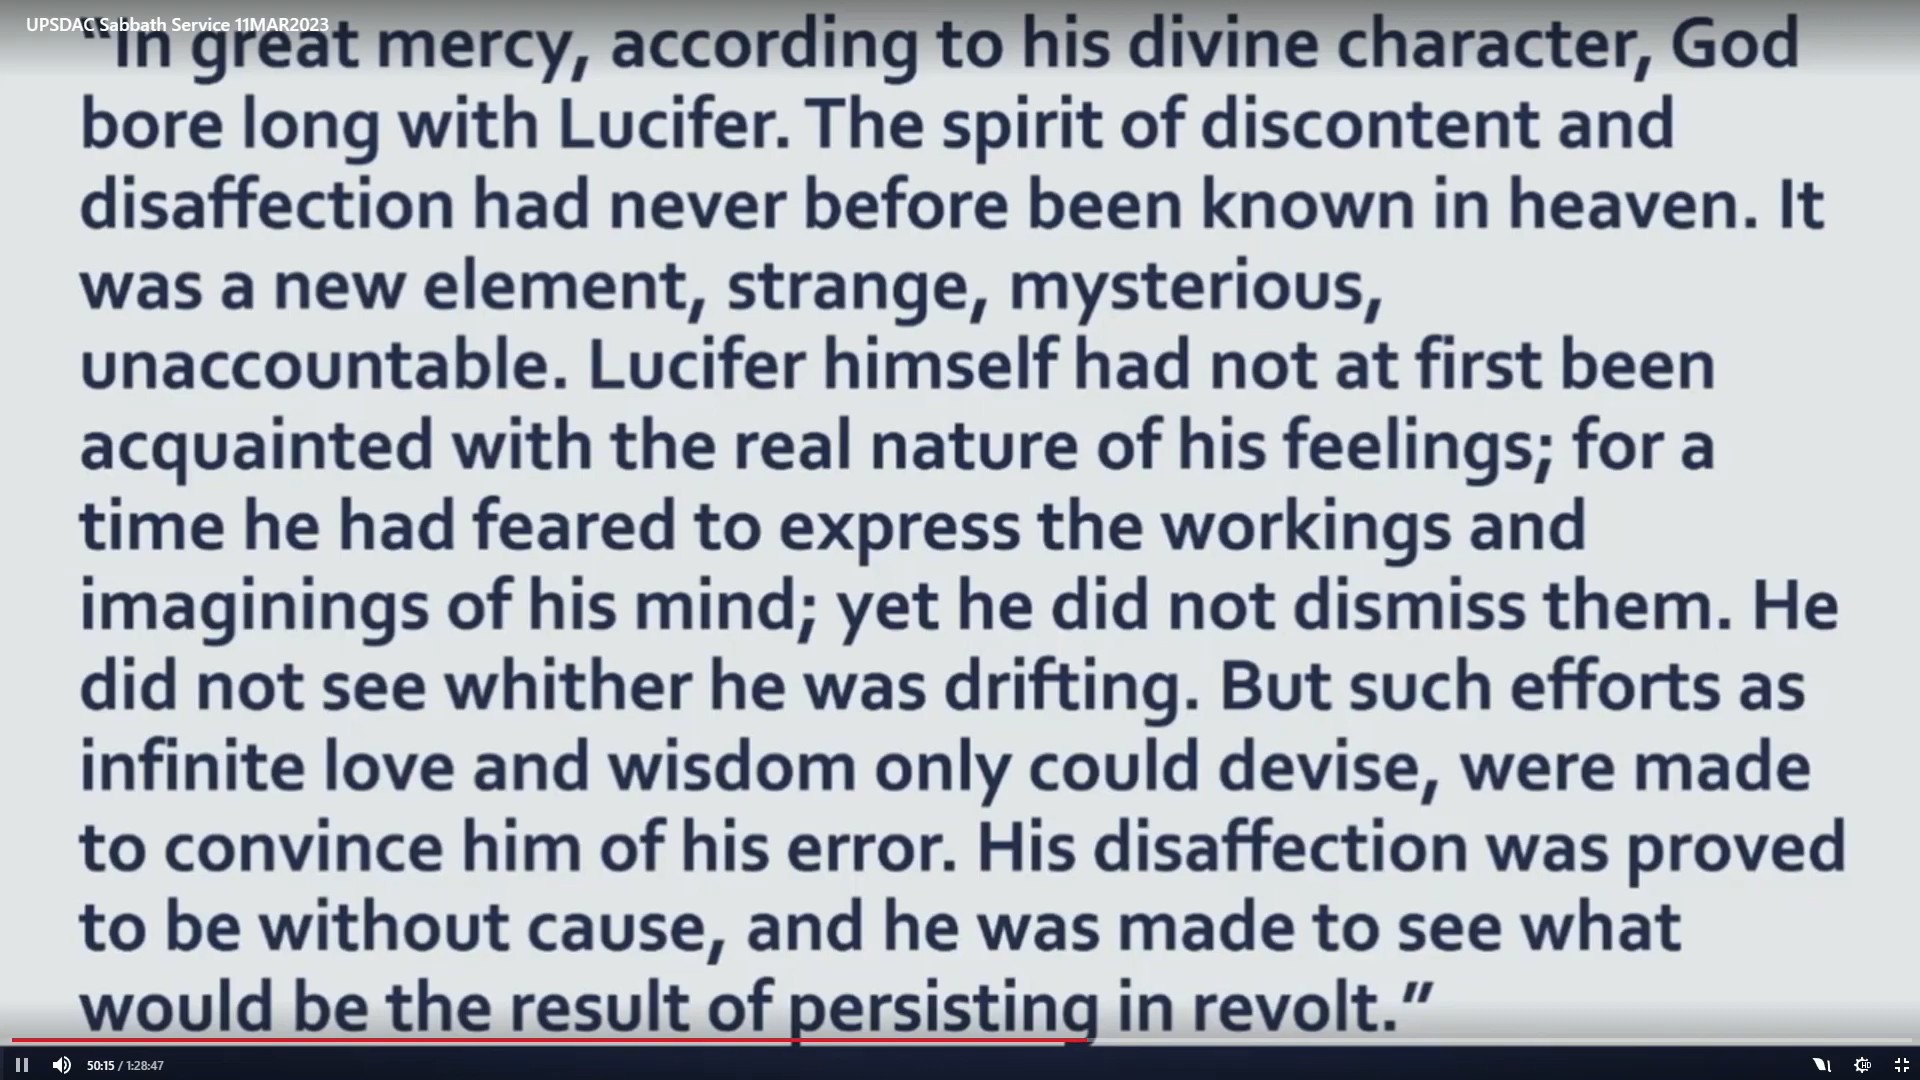 UPSDAC Sabbath Service 11MAR2023
“In great mercy, according to his divine character, God
bore long with Lucifer. The spirit of discontent and
disaffection had never before been known in heaven. It
was a new element, strange, mysterious,
unaccountable. Lucifer himself had not at first been
acquainted with the real nature of his feelings; for a
time he had feared to express the workings and
imaginings of his mind; yet he did not dismiss them. He
did not see whither he was drifting. But such efforts as
infinite love and wisdom only could devise, were made
to convince him of his error. His disaffection was proved
to be without cause, and he was made to see what
would be the result of persisting in revolt.”
50:15 / 1:28:47
HD